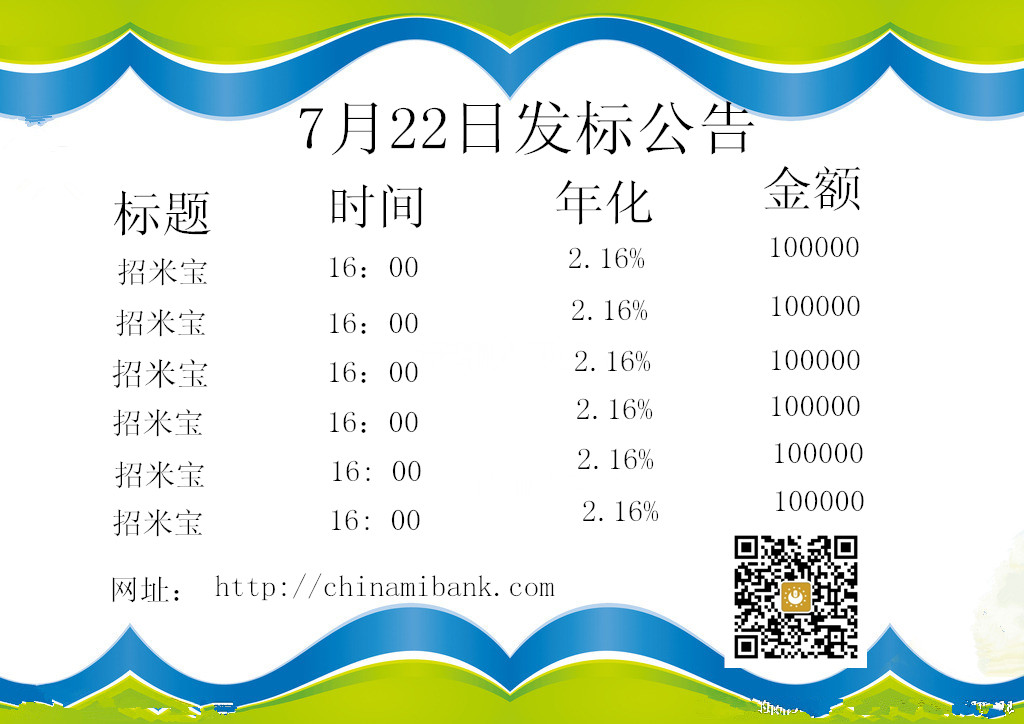 7月22日发标公告
标题 时间 年化 金额
招米宝 16：00 2.16% 100000
招米宝 16：00 2.16% 100000
招米宝 16：00 2.16% 100000
招米宝 16：00 2.16% 100000
招米宝 16: 00 2.16% 100000
招米宝 16: 00 2.16% 100000
网址： http://chinamibank.com